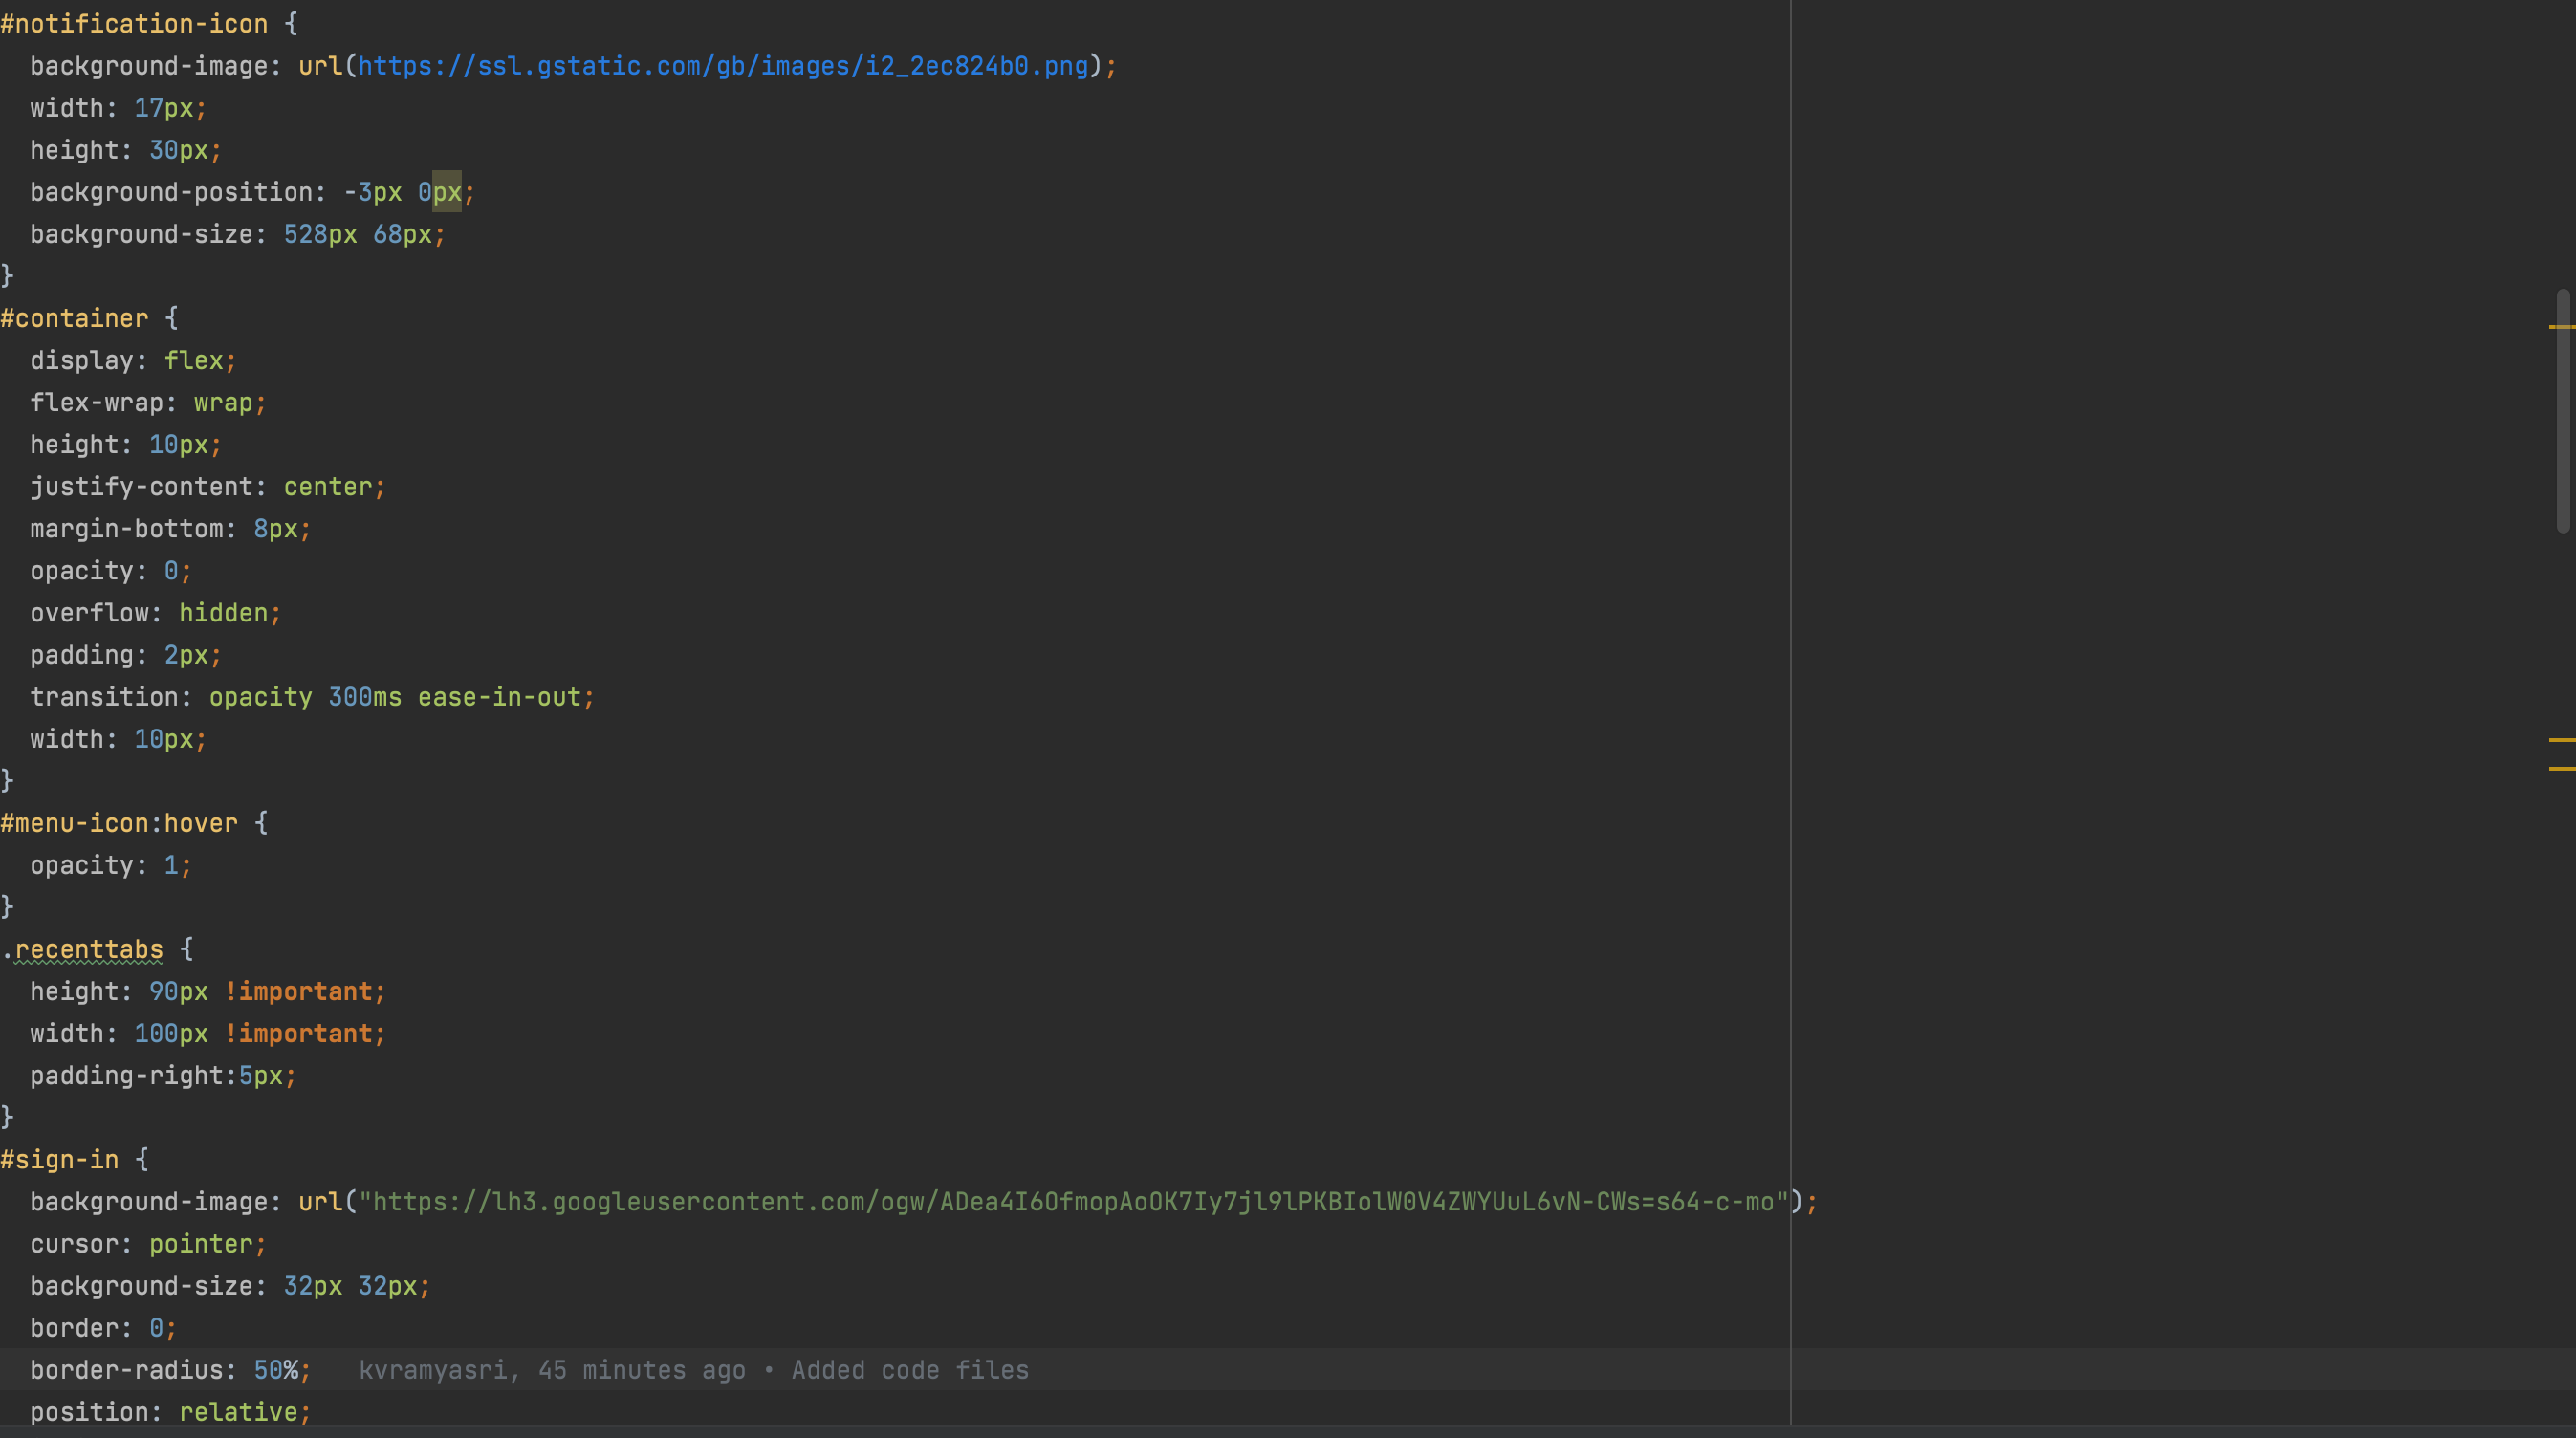 #notification-icon {
  background-image: url(https://ssl.gstatic.com/gb/images/i2_2ec824b0.png);
  width: 17px;
  height: 30px;
  background-position: -3px 0px;
  background-size: 528px 68px;
}
#container {
  display: flex;
  flex-wrap: wrap;
  height: 10px;
  justify-content: center;
  margin-bottom: 8px;
  opacity: 0;
  overflow: hidden;
  padding: 2px;
  transition: opacity 300ms ease-in-out;
  width: 10px;
}
#menu-icon:hover {
  opacity: 1;
}
.recenttabs {
  height: 90px !important;
  width: 100px !important;
  padding-right:5px;
}
#sign-in {
  background-image: url("https://lh3.googleusercontent.com/ogw/ADea4I6OfmopAoOK7Iy7jl9lPKBIolW0V4ZWYUuL6vN-CWs=s64-c-mo");
  cursor: pointer;
  background-size: 32px 32px;
  border: 0;
  border-radius: 50%;   kvramyasri, 45 minutes ago • Added code files
  position: relative;